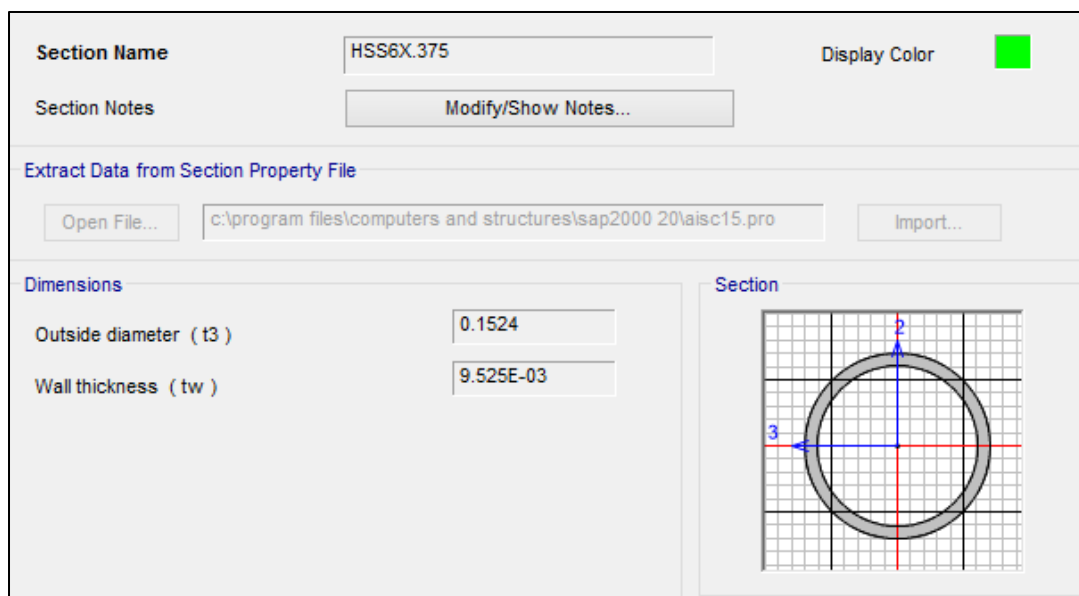 Section Name HSS6X.375 Display Color
Section Notes Modify/Show Notes...
Extract Data from Section Property File
Open File... c:\program files\computers and structures\sap2000 20\aisc15.pro Import...
Dimensions
Outside diameter ( t3 ) 0.1524
Wall thickness ( tw ) 9.525E-03
Section
2
3